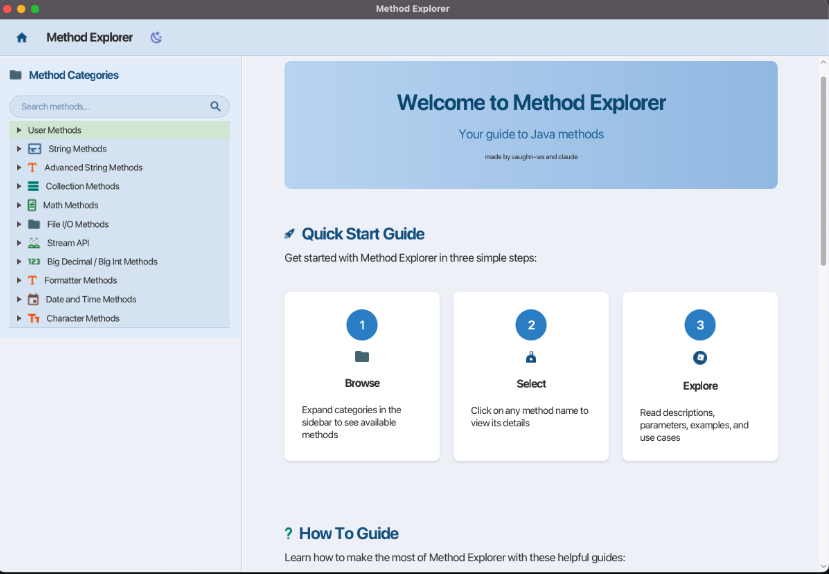 Method Explorer
Method Explorer
Method Categories
Search methods...
User Methods
String Methods
Advanced String Methods
Collection Methods
Math Methods
File I/O Methods
Stream API
123 Big Decimal / Big Int Methods
Formatter Methods
Date and Time Methods
Character Methods
Welcome to Method Explorer
Your guide to Java methods
made by vaughn-ws and claude
Quick Start Guide
Get started with Method Explorer in three simple steps:
1
Browse
Expand categories in the
sidebar to see available
methods
2
Select
Click on any method name to
view its details
3
Explore
Read descriptions,
parameters, examples, and
use cases
? How To Guide
Learn how to make the most of Method Explorer with these helpful guides: